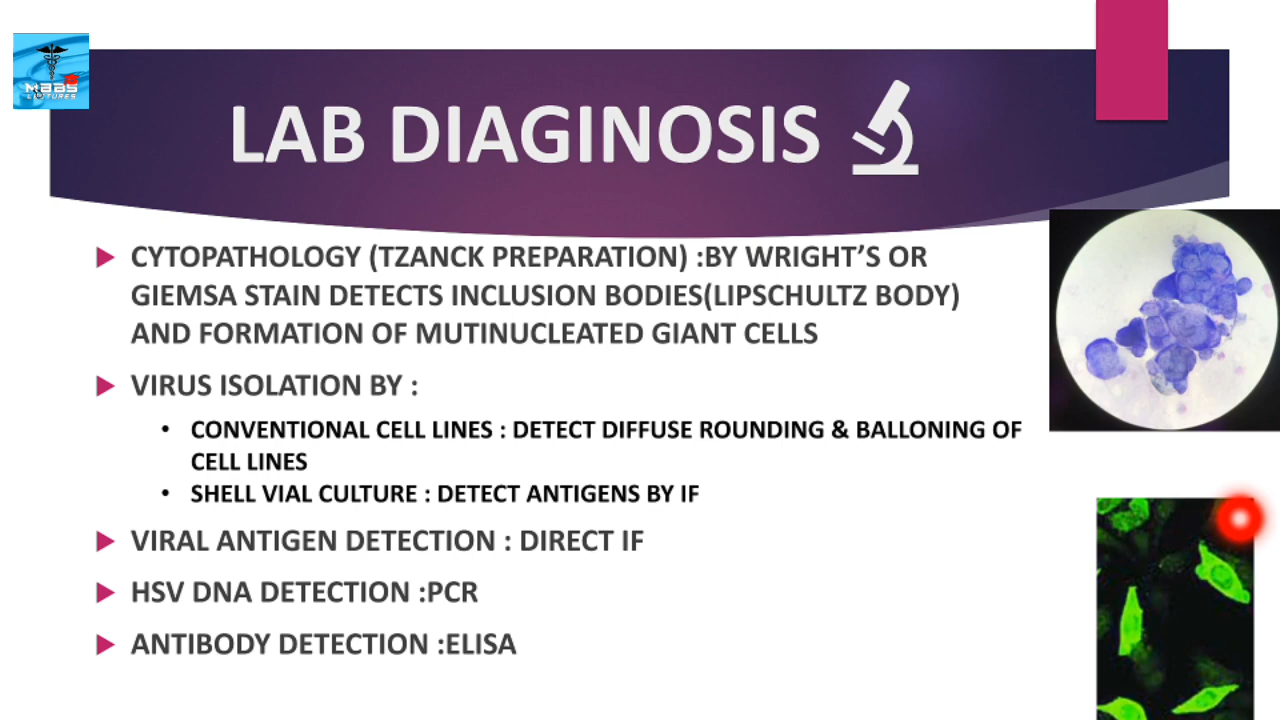 MBBS
LECTURES
LAB DIAGINOSIS
CYTOPATHOLOGY (TZANCK PREPARATION) :BY WRIGHT’S OR
GIEMSA STAIN DETECTS INCLUSION BODIES(LIPSCHULTZ BODY)
AND FORMATION OF MUTINUCLEATED GIANT CELLS
VIRUS ISOLATION BY :
• CONVENTIONAL CELL LINES : DETECT DIFFUSE ROUNDING & BALLONING OF
CELL LINES
• SHELL VIAL CULTURE : DETECT ANTIGENS BY IF
VIRAL ANTIGEN DETECTION : DIRECT IF
HSV DNA DETECTION :PCR
ANTIBODY DETECTION :ELISA